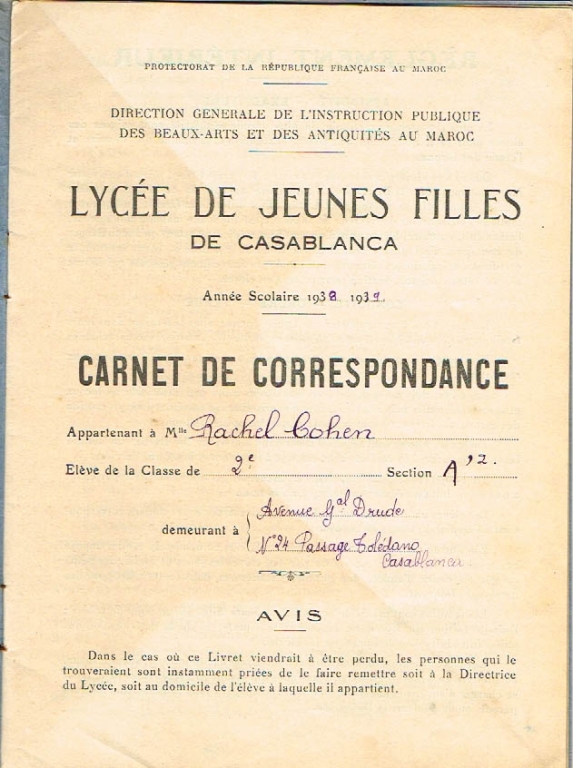 PROTECTORAT DE LA RÉPUBLIQUE FRANÇAISE AU MAROC
DIRECTION GENERALE DE L'INSTRUCTION PUBLIQUE
DES BEAUX-ARTS ET DES ANTIQUITÉS AU MAROC
LYCÉE DE JEUNES FILLES
DE CASABLANCA
Année Scolaire 1938 1939
CARNET DE CORRESPONDANCE
Appartenant à Mlle Rachel Cohen
Elève de la Classe de 2e Section A'2.
Avenue Gal Drude
demeurant à
N°24 Passage Tolédano
Casablanca
AVIS
Dans le cas où ce Livret viendrait à être perdu, les personnes qui le
trouveraient sont instamment priées de le faire remettre soit à la Directrice
du Lycée, soit au domicile de l'élève à laquelle il appartient.